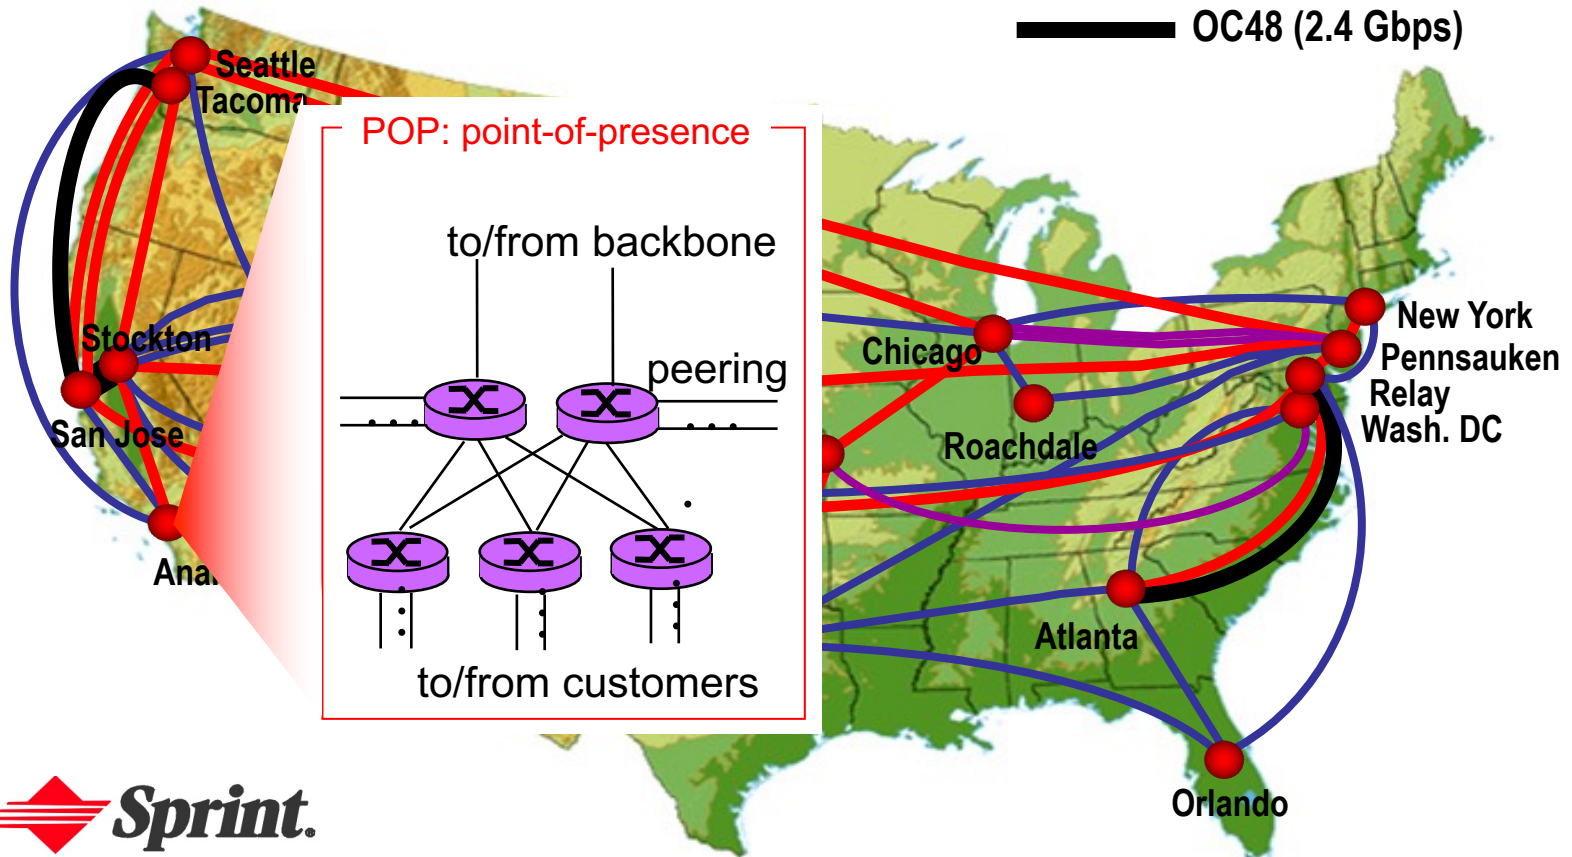 OC48 (2.4 Gbps)
Seattle
Tacoma
POP: point-of-presence
to/from backbone
peering
Stockton
San Jose
Chicago
Roachdale
New York
Pennsauken
Relay
Wash. DC
Atlanta
to/from customers
Orlando
Sprint.